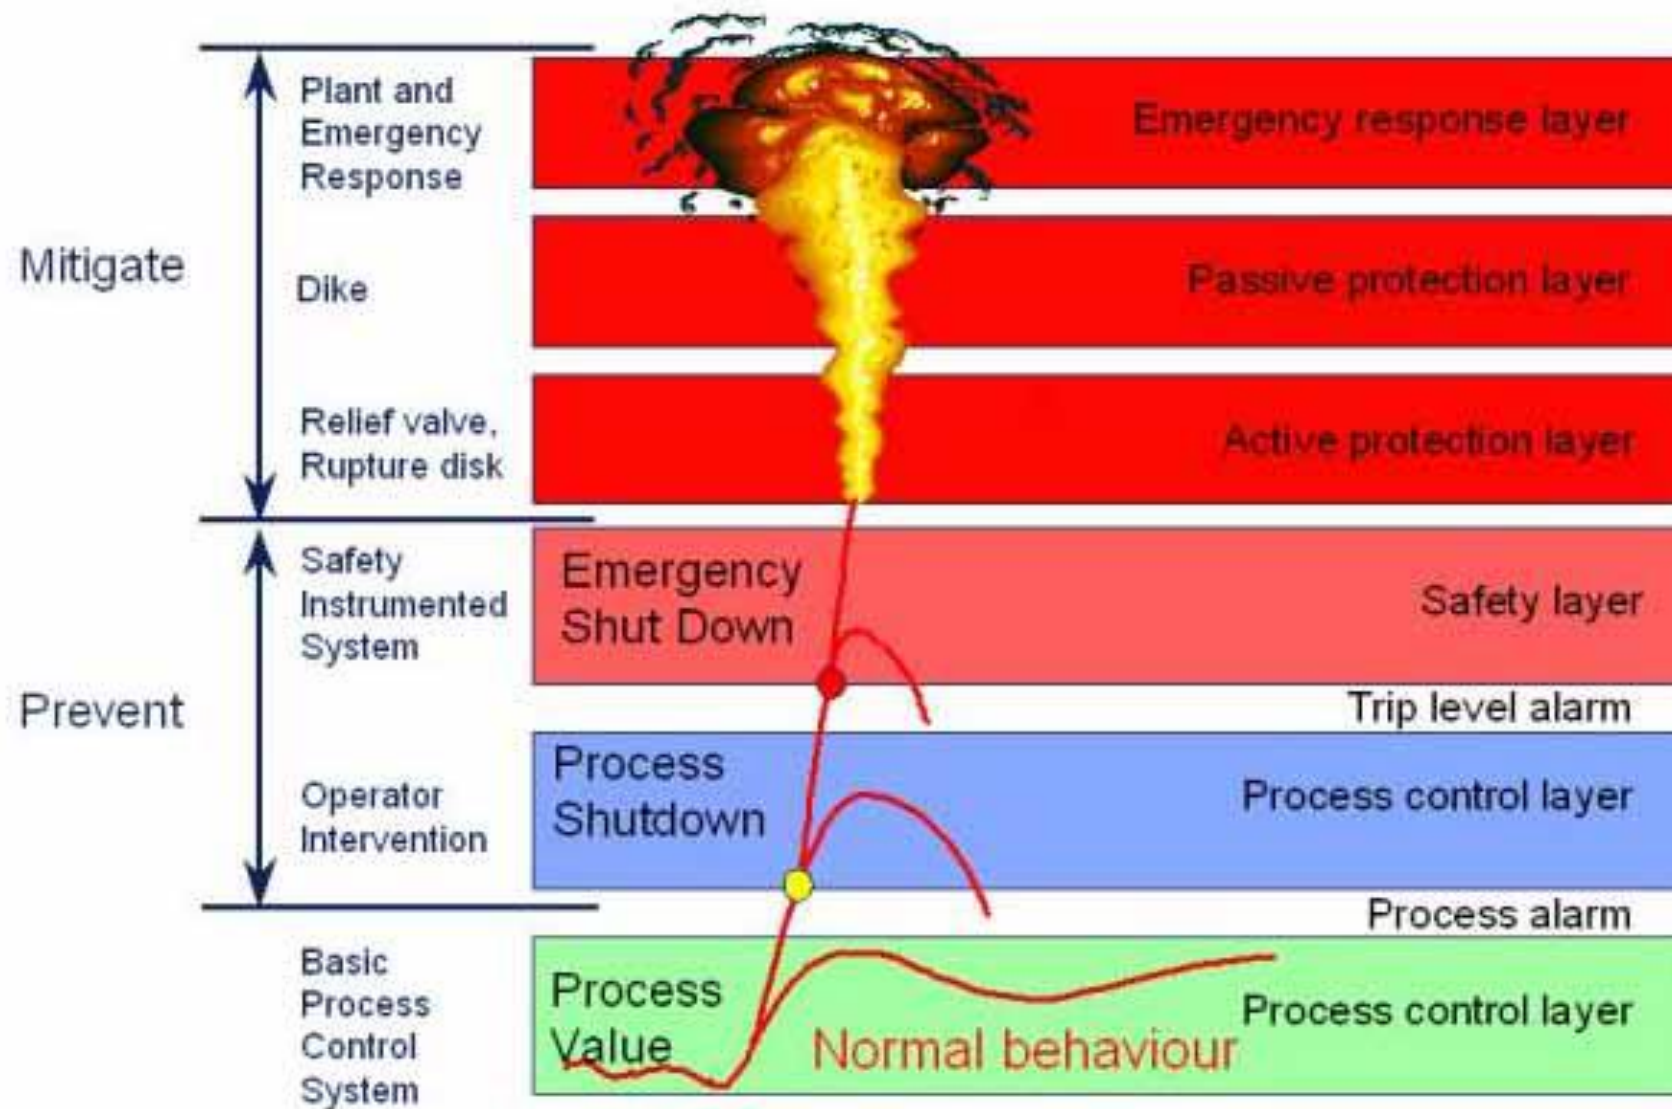 Mitigate
Plant and
Emergency
Response
Emergency response layer
Dike
Passive protection layer
Relief valve,
Rupture disk
Active protection layer
Prevent
Safety
Instrumented
System
Emergency
Shut Down
Safety layer
Trip level alarm
Operator
Intervention
Process
Shutdown
Process control layer
Process alarm
Basic
Process
Control
System
Process
Value
Normal behaviour
Process control layer